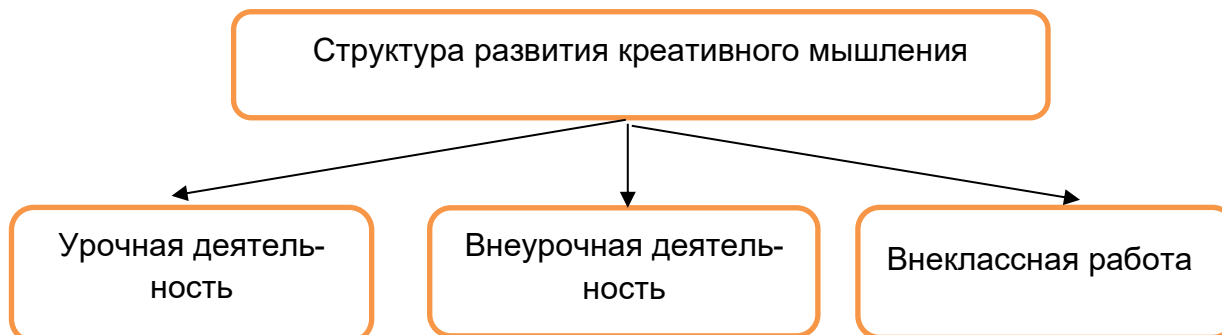 Структура развития креативного мышления
Урочная деятель-
ность
Внеурочная деятель-
ность
Внеклассная работа